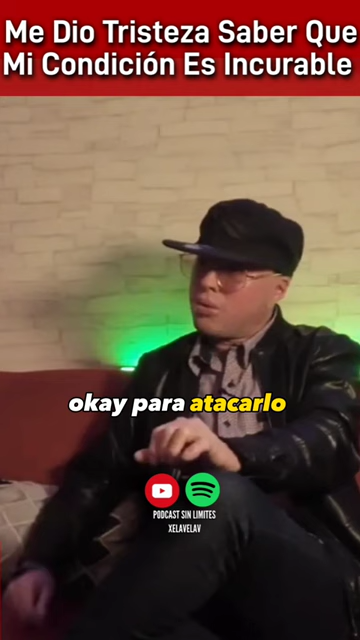 Me Dio Tristeza Saber Que
Mi Condición Es Incurable
okay para atacarlo
PODCAST SIN LIMITES
XELAVELAV